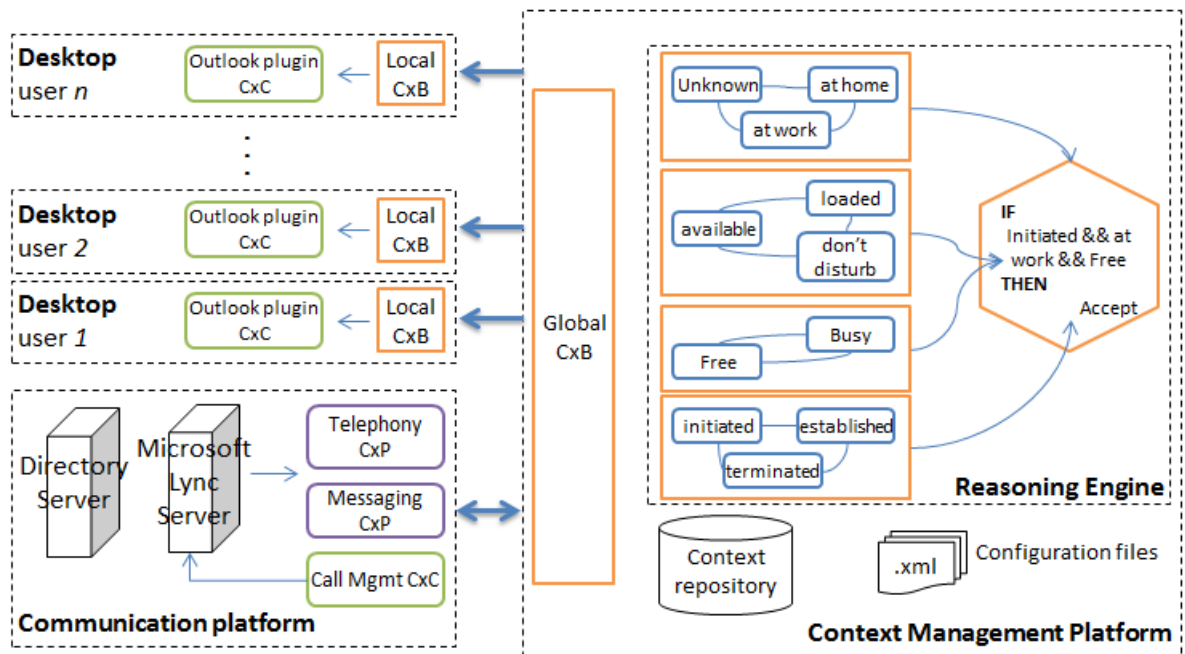 Desktop
user n
Outlook plugin
CxC
Local
CxB
Desktop
user 2
Outlook plugin
CxC
Local
CxB
Desktop
user 1
Outlook plugin
CxC
Local
CxB
Directory
Server
Microsoft
Lync
Server
Telephony
CxP
Messaging
CxP
Call Mgmt CxC
Communication platform
Global
CxB
Unknown
at home
at work
loaded
available
don't
disturb
Busy
Free
initiated
established
terminated
IF
Initiated && at
work && Free
THEN
Accept
Reasoning Engine
Context
repository
.xml
Configuration files
Context Management Platform